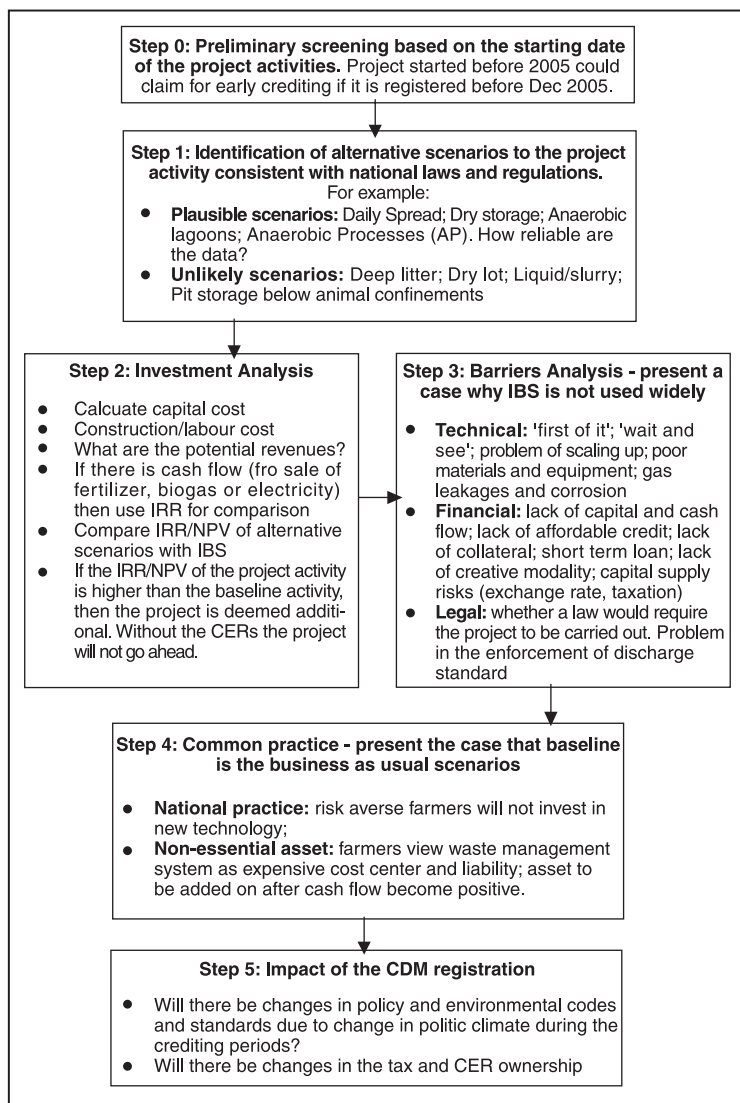 Step 0: Preliminary screening based on the starting date
of the project activities. Project started before 2005 could
claim for early crediting if it is registered before Dec 2005.
Step 1: Identification of alternative scenarios to the project
activity consistent with national laws and regulations.
For example:
● Plausible scenarios: Daily Spread; Dry storage; Anaerobic
lagoons; Anaerobic Processes (AP). How reliable are
the data?
● Unlikely scenarios: Deep litter; Dry lot; Liquid/slurry;
Pit storage below animal confinements
Step 2: Investment Analysis
● Calcuate capital cost
● Construction/labour cost
● What are the potential revenues?
● If there is cash flow (fro sale of
fertilizer, biogas or electricity)
then use IRR for comparison
● Compare IRR/NPV of alternative
scenarios with IBS
● If the IRR/NPV of the project activity
is higher than the baseline activity,
then the project is deemed additi-
onal. Without the CERs the project
will not go ahead.
Step 3: Barriers Analysis - present a
case why IBS is not used widely
● Technical: 'first of it'; 'wait and
see'; problem of scaling up; poor
materials and equipment; gas
leakages and corrosion
● Financial: lack of capital and cash
flow; lack of affordable credit; lack
of collateral; short term loan; lack
of creative modality; capital supply
risks (exchange rate, taxation)
● Legal: whether a law would require
the project to be carried out. Problem
in the enforcement of discharge
standard
Step 4: Common practice - present the case that baseline
is the business as usual scenarios
● National practice: risk averse farmers will not invest in
new technology;
● Non-essential asset: farmers view waste management
system as expensive cost center and liability; asset to
be added on after cash flow become positive.
Step 5: Impact of the CDM registration
● Will there be changes in policy and environmental codes
and standards due to change in politic climate during the
crediting periods?
● Will there be changes in the tax and CER ownership